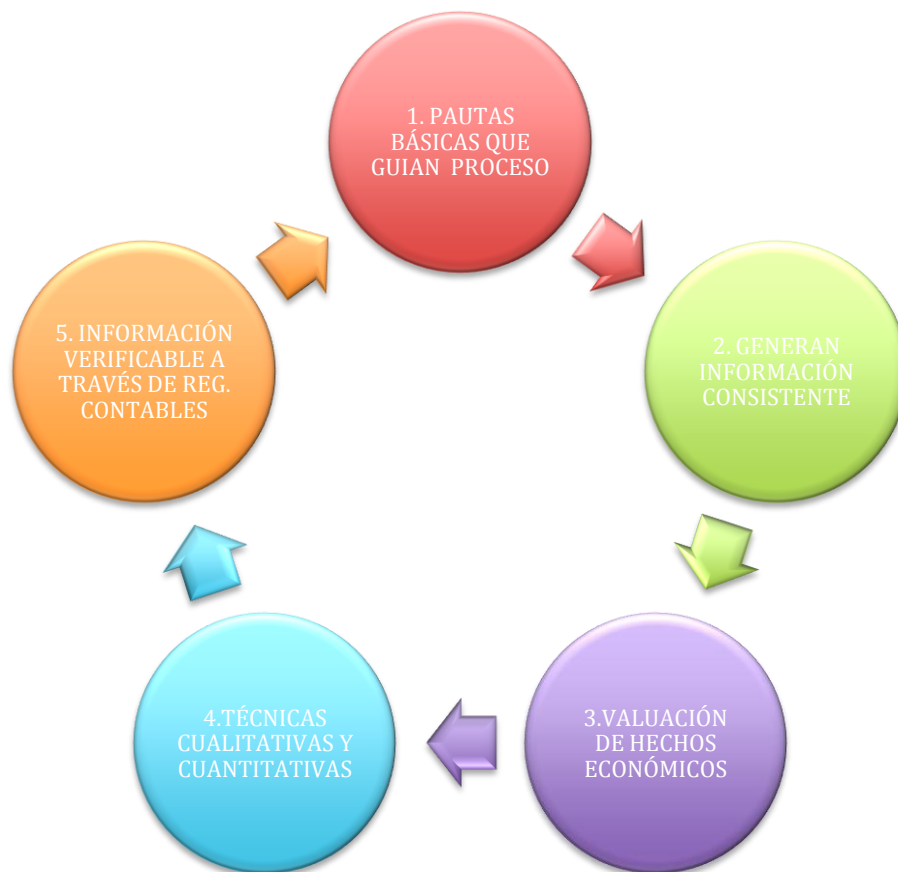 1. PAUTAS
BÁSICAS QUE
GUIAN PROCESO
2. GENERAN
INFORMACIÓN
CONSISTENTE
3.VALUACIÓN
DE HECHOS
ECONÓMICOS
4.TÉCNICAS
CUALITATIVAS Y
CUANTITATIVAS
5. INFORMACIÓN
VERIFICABLE A
TRAVÉS DE REG.
CONTABLES